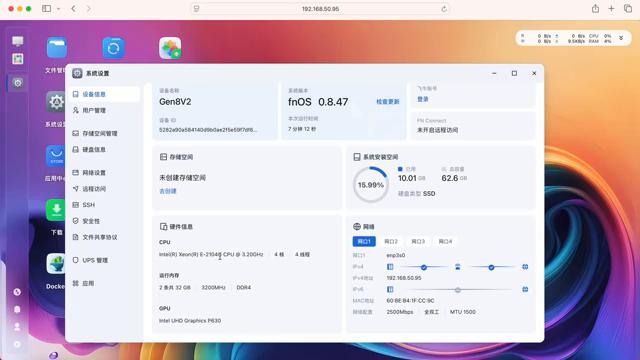 192.168.50.95
0 B/s
0 B/s
CPU 0%
0 B/s
9.5KB/s
RAM 4%
系统设置
文件管
设备信息
用户管理
存储空间管理
硬盘信息
网络设置
远程访问
SSH
安全性
文件共享协议
UPS 管理
应用
系统设
应用中
下载
Docke
设备名称
Gen8V2
设备 ID
系统版本
fnOS 0.8.47
检查更新
本次运行时间
7 分钟 12 秒
飞牛账号
登录
FN Connect
未开启远程访问
存储空间
未创建存储空间
去创建
系统安装空间
15.99%
已用
10.01 GB
总容量
62.6 GB
硬盘类型 SSD
硬件信息
CPU
Intel(R) Xeon(R) E-2104G CPU @ 3.20GHz
4 核
4 线程
运行内存
2 条共 32 GB
3200MHz
DDR4
GPU
Intel UHD Graphics P630
网络
网口1
网口2
网口3
网口4
网口1
enp3s0
IPv4
IPv4地址
192.168.50.95
IPv6
MAC地址
60:BE:B4:1F:CC:9C
网络配置
2500Mbps
全双工
MTU 1500